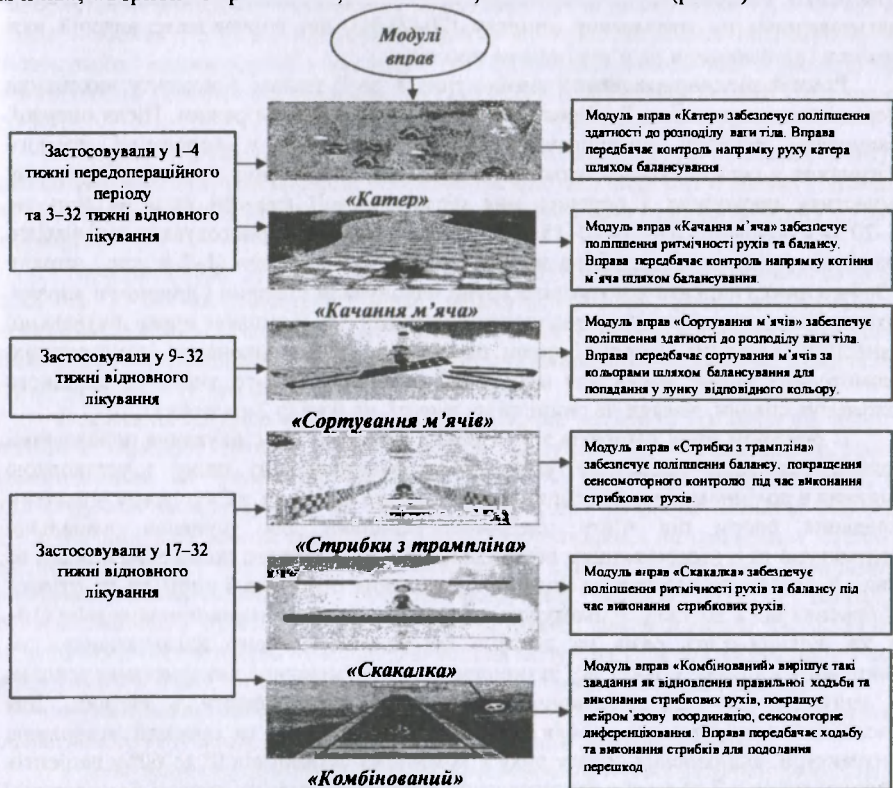 Модулі
вправ
Застосовували у 1–4
тижні передопераційного
періоду
та 3–32 тижні відновного
лікування
«Катер»
Модуль вправ «Катер» забезпечує поліпшення
здатності до розподілу ваги тіла. Вправа
передбачає контроль напрямку руху катера
шляхом балансування
«Качання м’яча»
Модуль вправ «Качання м’яча» забезпечує
поліпшення ритмічності рухів та балансу.
Вправа передбачає контроль напрямку котіння
м’яча шляхом балансування
Застосовували у 9–32
тижні відновного
лікування
«Сортування м’ячів»
Модуль вправ «Сортування м’ячів» забезпечує
поліпшення здатності до розподілу ваги тіла.
Вправа передбачає сортування м’ячів за
кольорами шляхом балансування для
попадання у лунку відповідного кольору.
Застосовували у 17–32
тижні відновного
лікування
«Стрибки з трампліна»
Модуль вправ «Стрибки з трампліна»
забезпечує поліпшення балансу, покращення
сенсомоторного контролю під час виконання
стрибкових рухів.
«Скакалка»
Модуль вправ «Скакалка» забезпечує
поліпшення ритмічності рухів та балансу під
час виконання стрибкових рухів
«Комбінований»
Модуль вправ «Комбінований» вирішує такі
завдання як відновлення правильної ходьби та
виконання стрибкових рухів, покращує
нейром’язову координацію, сенсомоторне
диференціювання. Вправа передбачає ходьбу
та виконання стрибків для подолання
перешкод